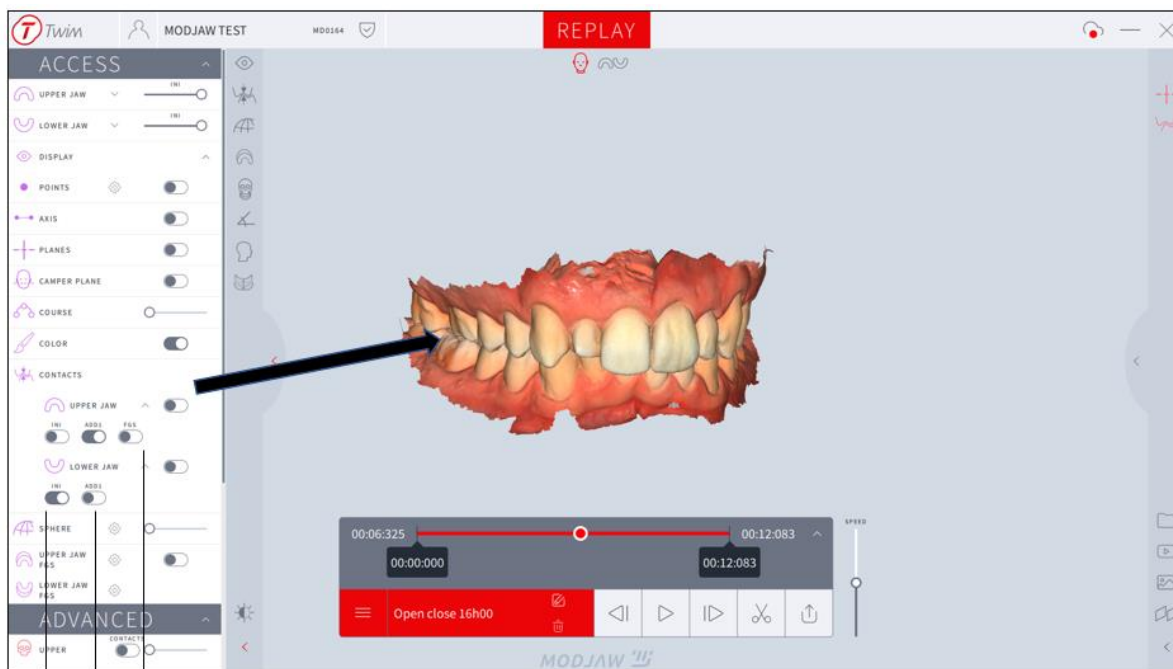 Twim
MODJAW TEST
MD0164
REPLAY
ACCESS
UPPER JAW
INI
LOWER JAW
INI
DISPLAY
POINTS
AXIS
PLANES
CAMPER PLANE
COURSE
COLOR
CONTACTS
UPPER JAW
INI ADD1 FGS
LOWER JAW
INI ADD1
SPHERE
UPPER JAW
FGS
LOWER JAW
FGS
ADVANCED
UPPER
CONTACTS
00:06:325
00:12:083
00:00:000
00:12:083
SPEED
Open close 16h00
MODJAW